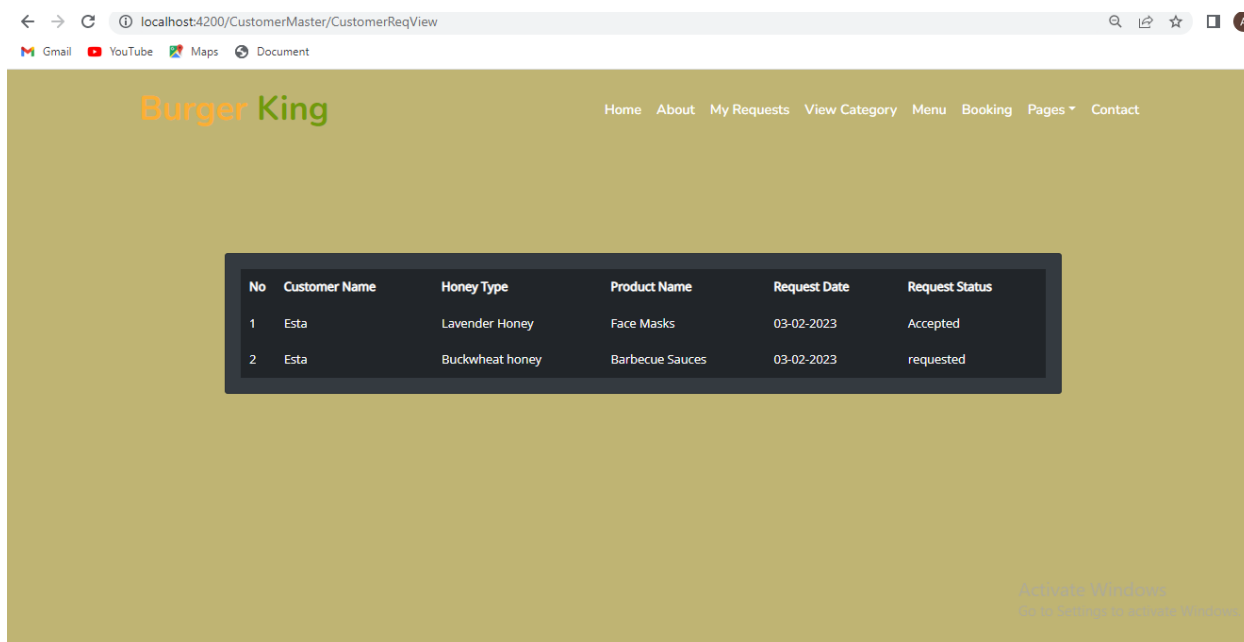 localhost:4200/CustomerMaster/CustomerReqView
Gmail YouTube Maps Document
Burger King Home About My Requests View Category Menu Booking Pages Contact
No Customer Name Honey Type Product Name Request Date Request Status
1 Esta Lavender Honey Face Masks 03-02-2023 Accepted
2 Esta Buckwheat honey Barbecue Sauces 03-02-2023 requested
Activate Windows
Go to Settings to activate Windows.